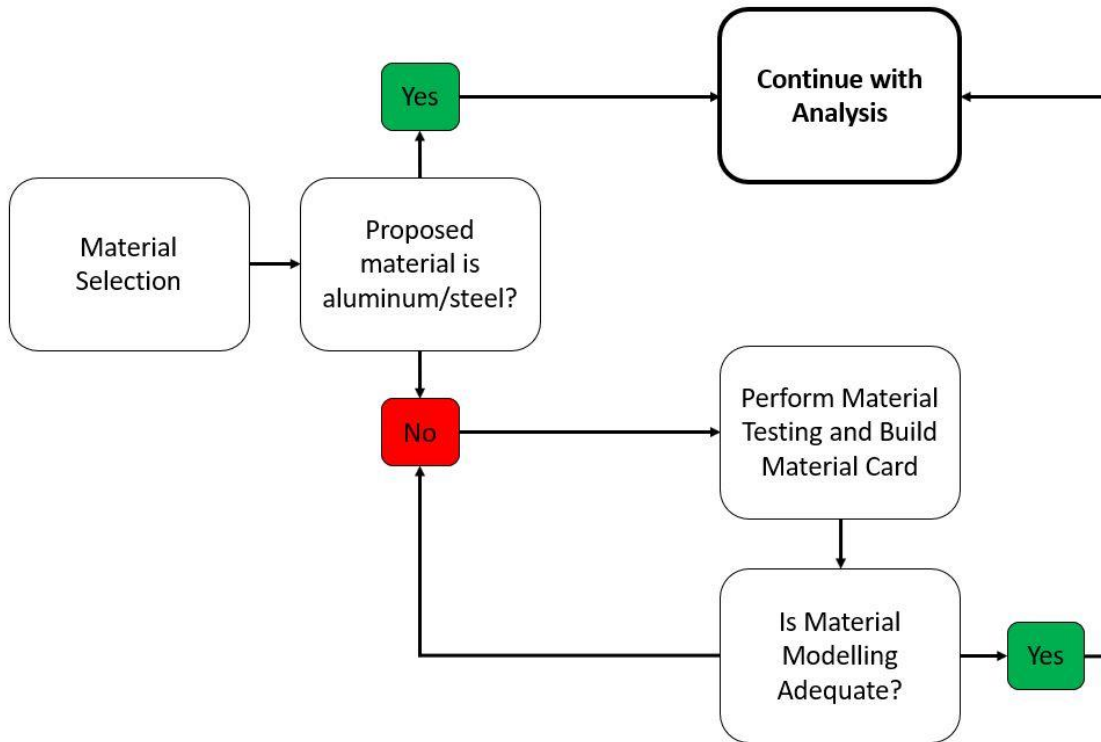 Yes
Continue with
Analysis
Material
Selection
Proposed
material is
aluminum/steel?
No
Perform Material
Testing and Build
Material Card
Is Material
Modelling
Adequate?
Yes